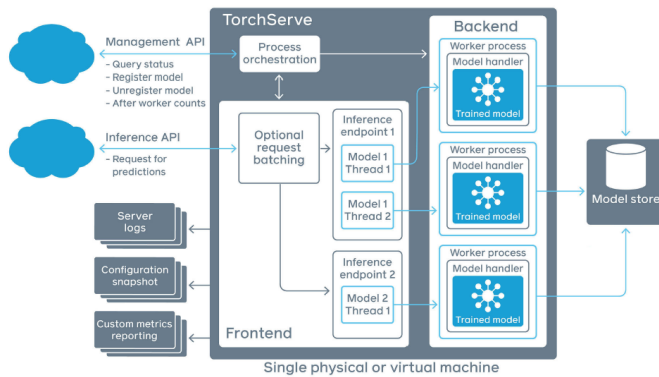 TorchServe
Backend
Management API
- Query status
- Register model
- Unregister model
- After worker counts
Process
orchestration
Worker process
Model handler
Trained model
Inference API
- Request for
predictions
Optional
request
batching
Inference
endpoint 1
Model 1
Thread 1
Model 1
Thread 2
Worker process
Model handler
Trained model
Model store
Server
logs
Configuration
snapshot
Custom metrics
reporting
Inference
endpoint 2
Model 2
Thread 1
Worker process
Model handler
Trained model
Frontend
Single physical or virtual machine